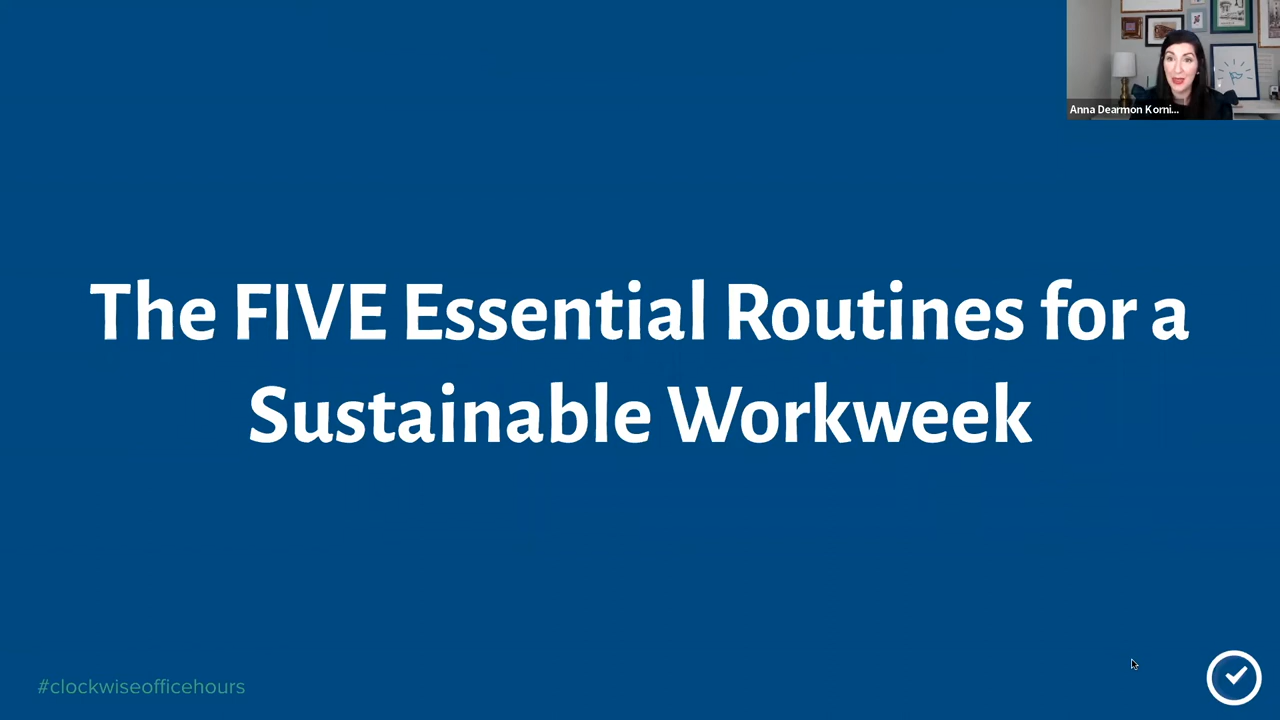 Anna Dearmon Korni...
The FIVE Essential Routines for a
Sustainable Workweek
#clockwiseofficehours